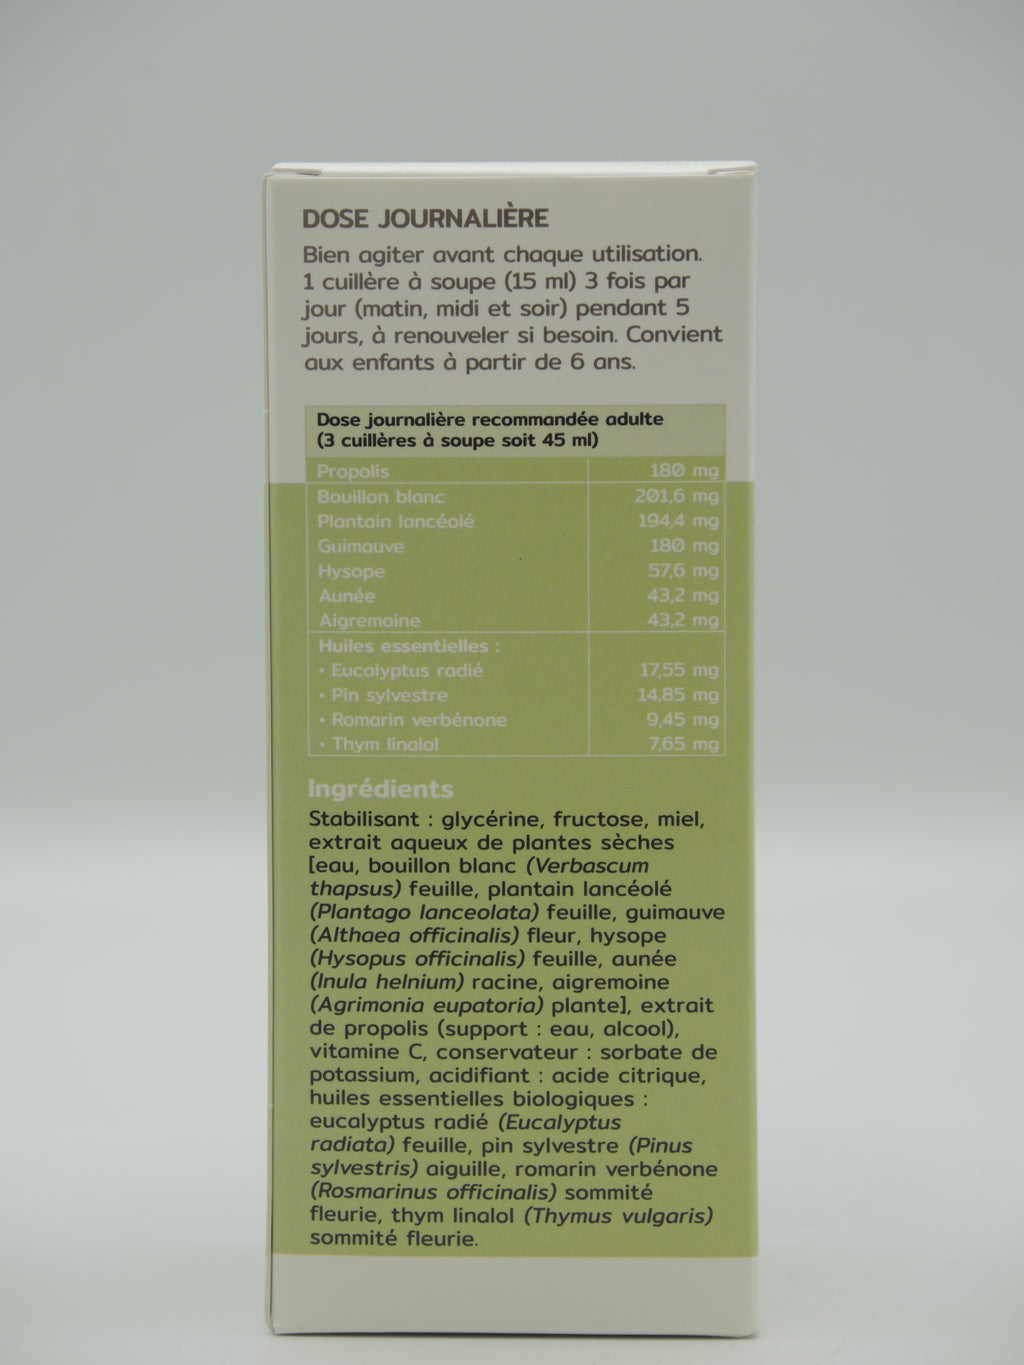 DOSE JOURNALIÈRE
Bien agiter avant chaque utilisation.
1 cuillère à soupe (15 ml) 3 fois par
jour (matin, midi et soir) pendant 5
jours, à renouveler si besoin. Convient
aux enfants à partir de 6 ans.
Dose journalière recommandée adulte
(3 cuillères à soupe soit 45 ml)
Propolis 180 mg
Bouillon blanc 201,6 mg
Plantain lancéolé 194,4 mg
Guimauve 180 mg
Hysope 57,6 mg
Aunée 43,2 mg
Aigremoine 43,2 mg
Huiles essentielles :
• Eucalyptus radié 17,55 mg
• Pin sylvestre 14,85 mg
• Romarin verbénone 9,45 mg
• Thym linalol 7,65 mg
Ingrédients
Stabilisant : glycérine, fructose, miel,
extrait aqueux de plantes sèches
[eau, bouillon blanc (Verbascum
thapsus) feuille, plantain lancéolé
(Plantago lanceolata) feuille, guimauve
(Althaea officinalis) fleur, hysope
(Hysopus officinalis) feuille, aunée
(Inula helnium) racine, aigremoine
(Agrimonia eupatoria) plante], extrait
de propolis (support : eau, alcool),
vitamine C, conservateur : sorbate de
potassium, acidifiant : acide citrique,
huiles essentielles biologiques :
eucalyptus radié (Eucalyptus
radiata) feuille, pin sylvestre (Pinus
sylvestris) aiguille, romarin verbénone
(Rosmarinus officinalis) sommité
fleurie, thym linalol (Thymus vulgaris)
sommité fleurie.